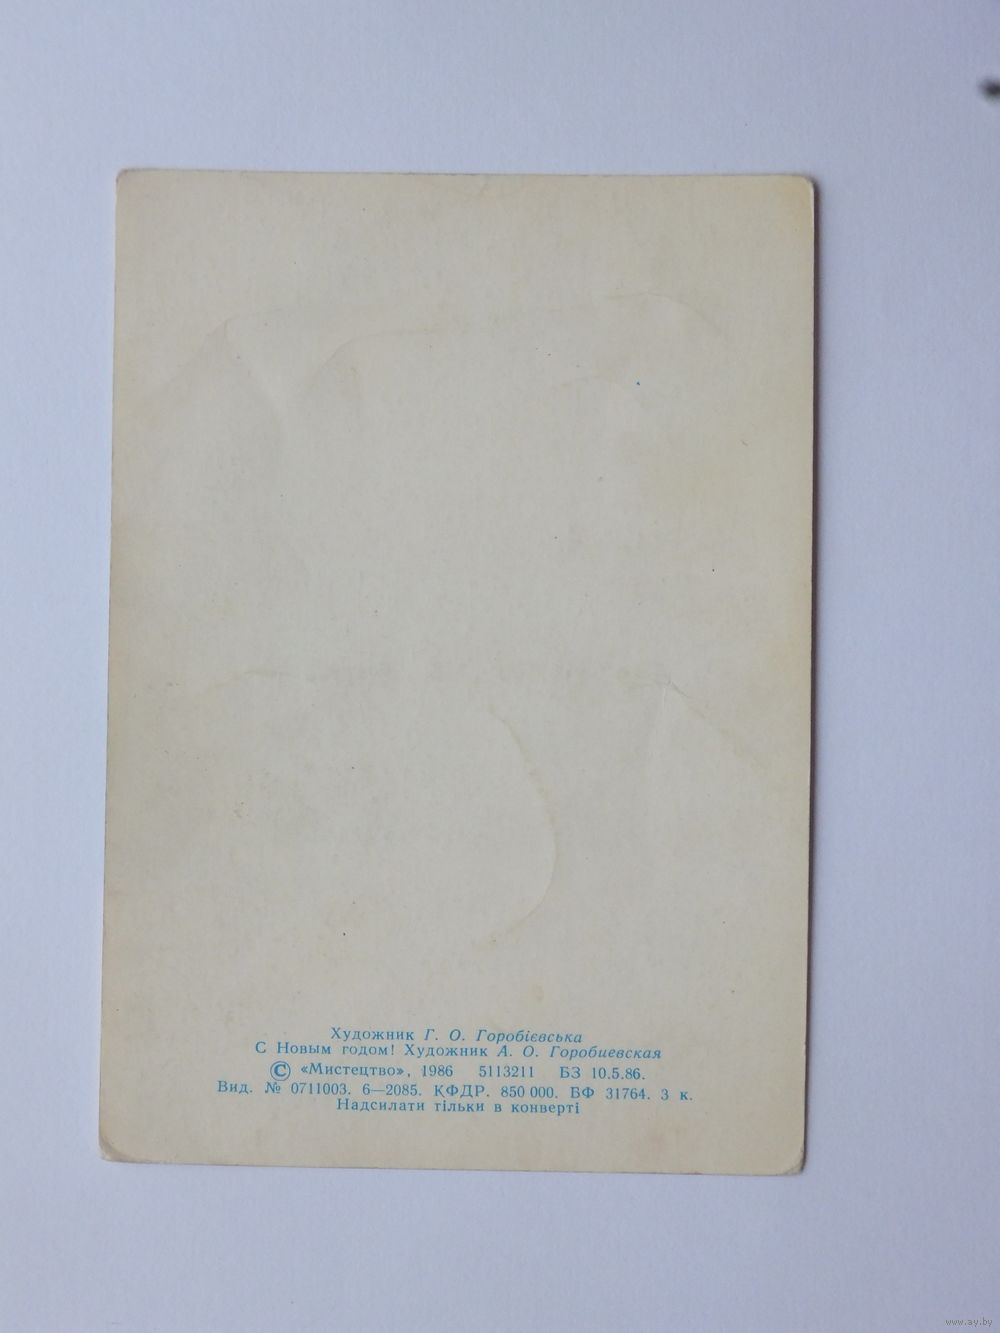 Художник Г. О. Горобієвська
С Новым годом! Художник А. О. Горобиевская
© «Мистецтво», 1986 5113211 БЗ 10.5.86.
Вид. № 0711003. 6—2085. КФДР. 850 000. БФ 31764. 3 к.
Надсилати тільки в конверті
www.ay.by